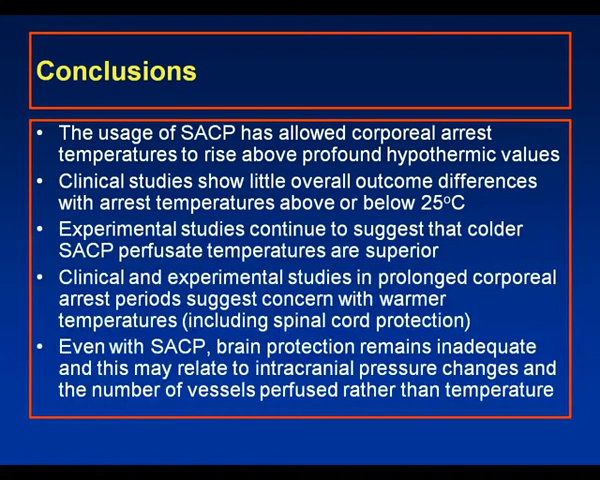 Conclusions
• The usage of SACP has allowed corporeal arrest
temperatures to rise above profound hypothermic values
• Clinical studies show little overall outcome differences
with arrest temperatures above or below 25ºC
• Experimental studies continue to suggest that colder
SACP perfusate temperatures are superior
• Clinical and experimental studies in prolonged corporeal
arrest periods suggest concern with warmer
temperatures (including spinal cord protection)
• Even with SACP, brain protection remains inadequate
and this may relate to intracranial pressure changes and
the number of vessels perfused rather than temperature